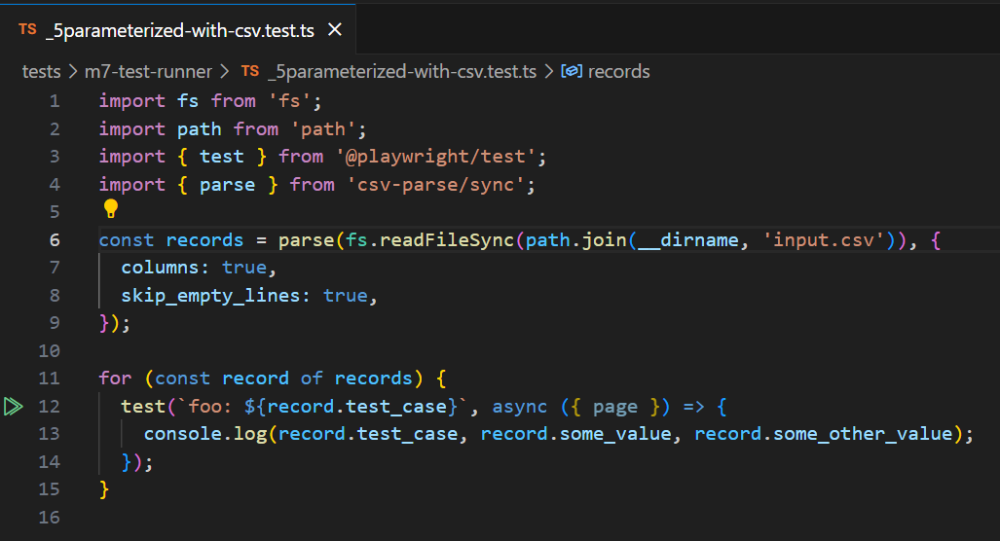 TS _5parameterized-with-csv.test.ts ×
tests > m7-test-runner > TS _5parameterized-with-csv.test.ts > records
1 import fs from 'fs';
2 import path from 'path';
3 import { test } from '@playwright/test';
4 import { parse } from 'csv-parse/sync';
5
6 const records = parse(fs.readFileSync(path.join(__dirname, 'input.csv')), {
7   columns: true,
8   skip_empty_lines: true,
9 });
10
11 for (const record of records) {
12   test(`foo: ${record.test_case}`, async ({ page }) => {
13     console.log(record.test_case, record.some_value, record.some_other_value);
14   });
15 }
16